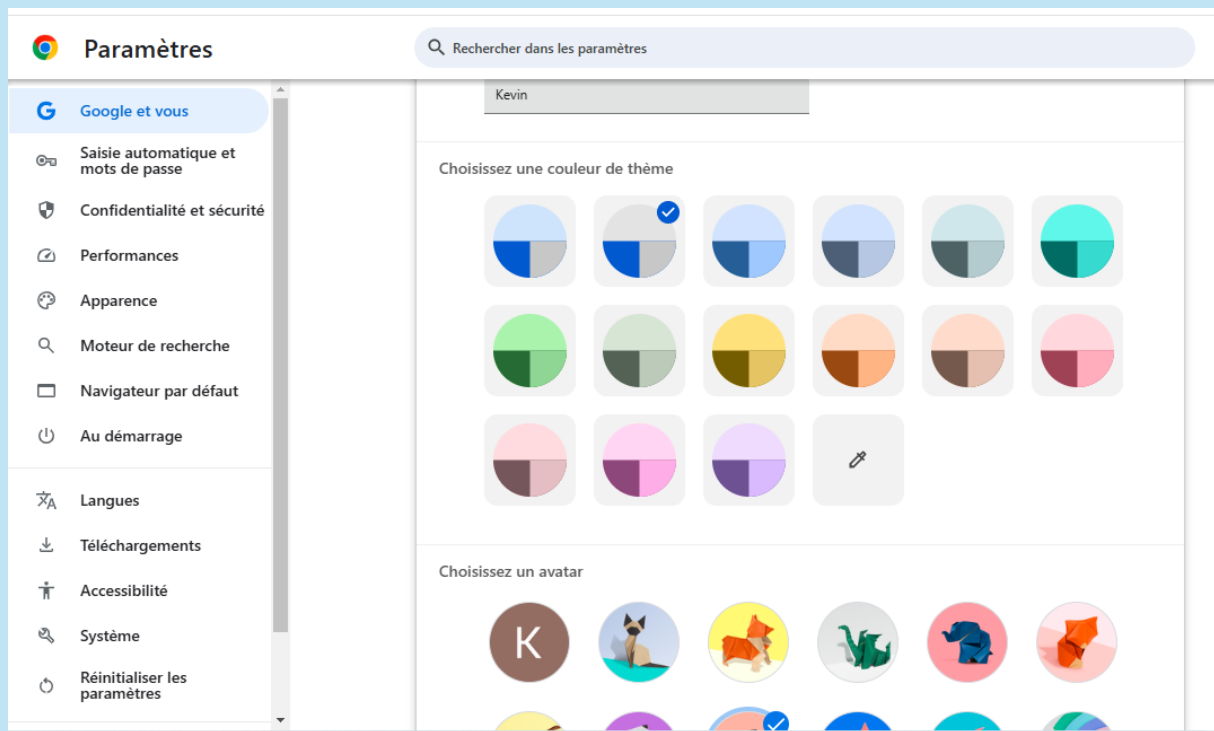 Paramètres
Rechercher dans les paramètres
Google et vous
Saisie automatique et
mots de passe
Confidentialité et sécurité
Performances
Apparence
Moteur de recherche
Navigateur par défaut
Au démarrage
Langues
Téléchargements
Accessibilité
Système
Réinitialiser les
paramètres
Kevin
Choisissez une couleur de thème
Choisissez un avatar
K